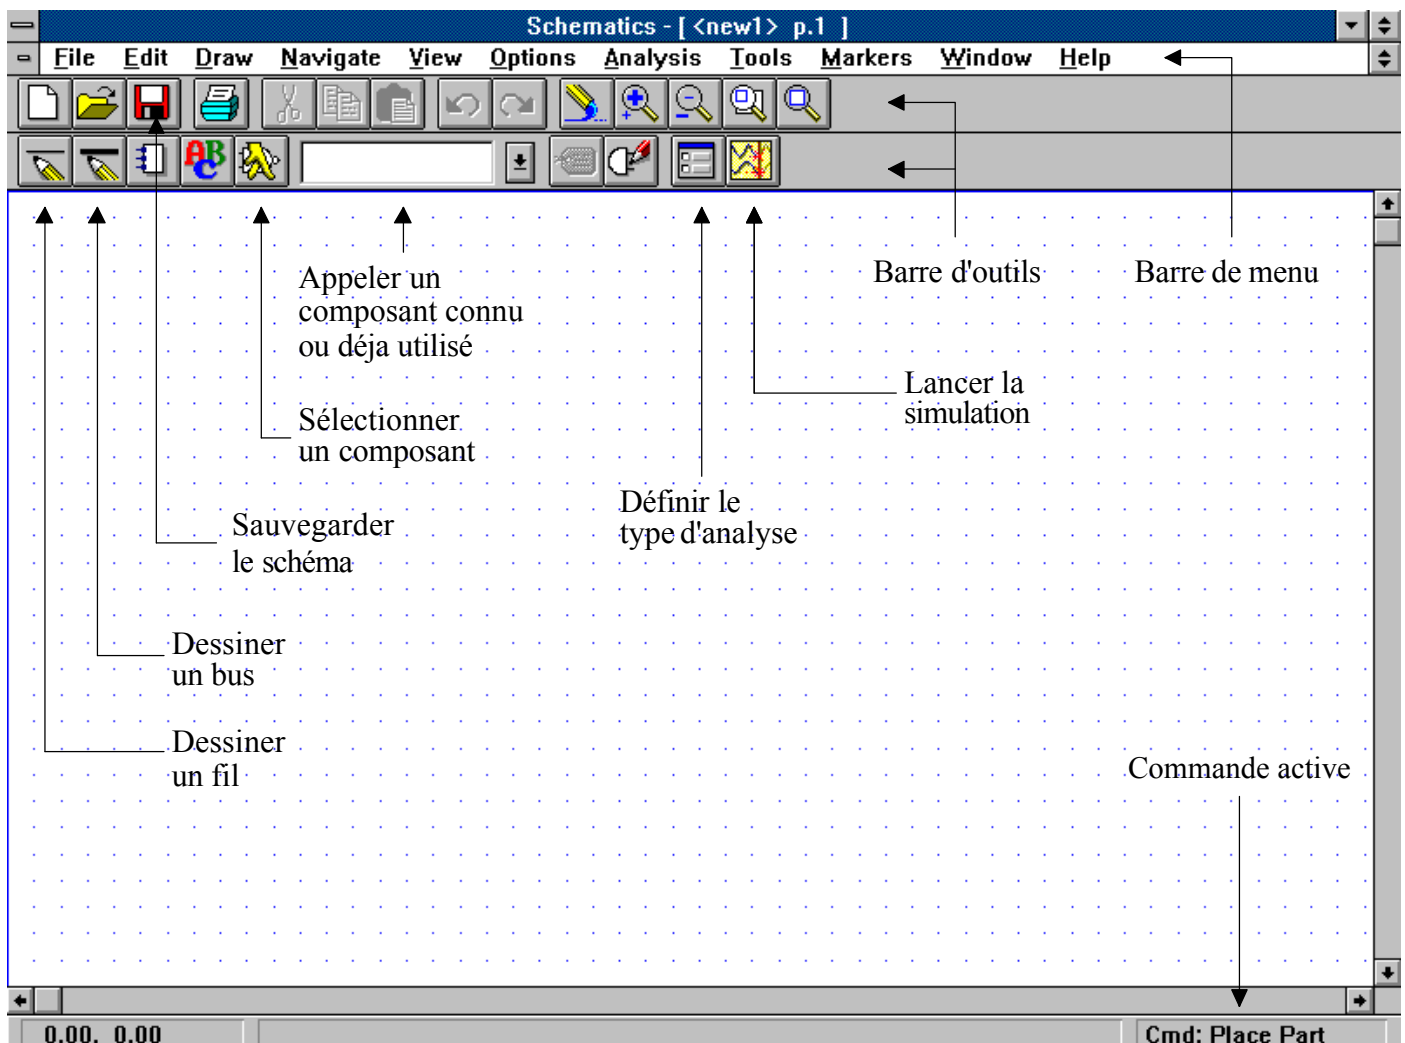 Schematics - [ <new1> p.1 ]
File Edit Draw Navigate View Options Analysis Tools Markers Window Help
ABC
Appeler un
composant connu
ou déja utilisé
Barre d'outils
Barre de menu
Lancer la
simulation
Sélectionner
un composant
Définir le
type d'analyse
Sauvegarder
le schéma
Dessiner
un bus
Dessiner
un fil
Commande active
0.00, 0.00
Cmd: Place Part